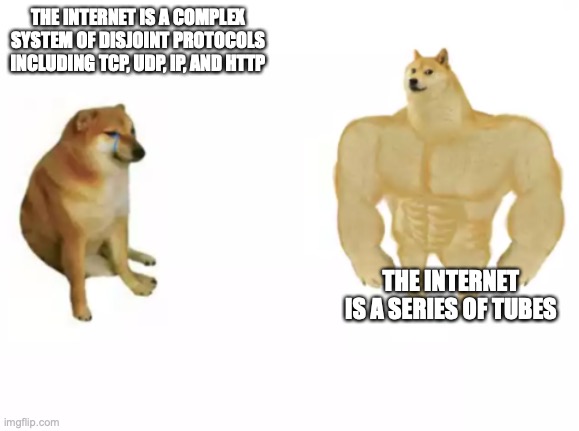 THE INTERNET IS A COMPLEX
SYSTEM OF DISJOINT PROTOCOLS
INCLUDING TCP, UDP, IP, AND HTTP
THE INTERNET
IS A SERIES OF TUBES
imgflip.com